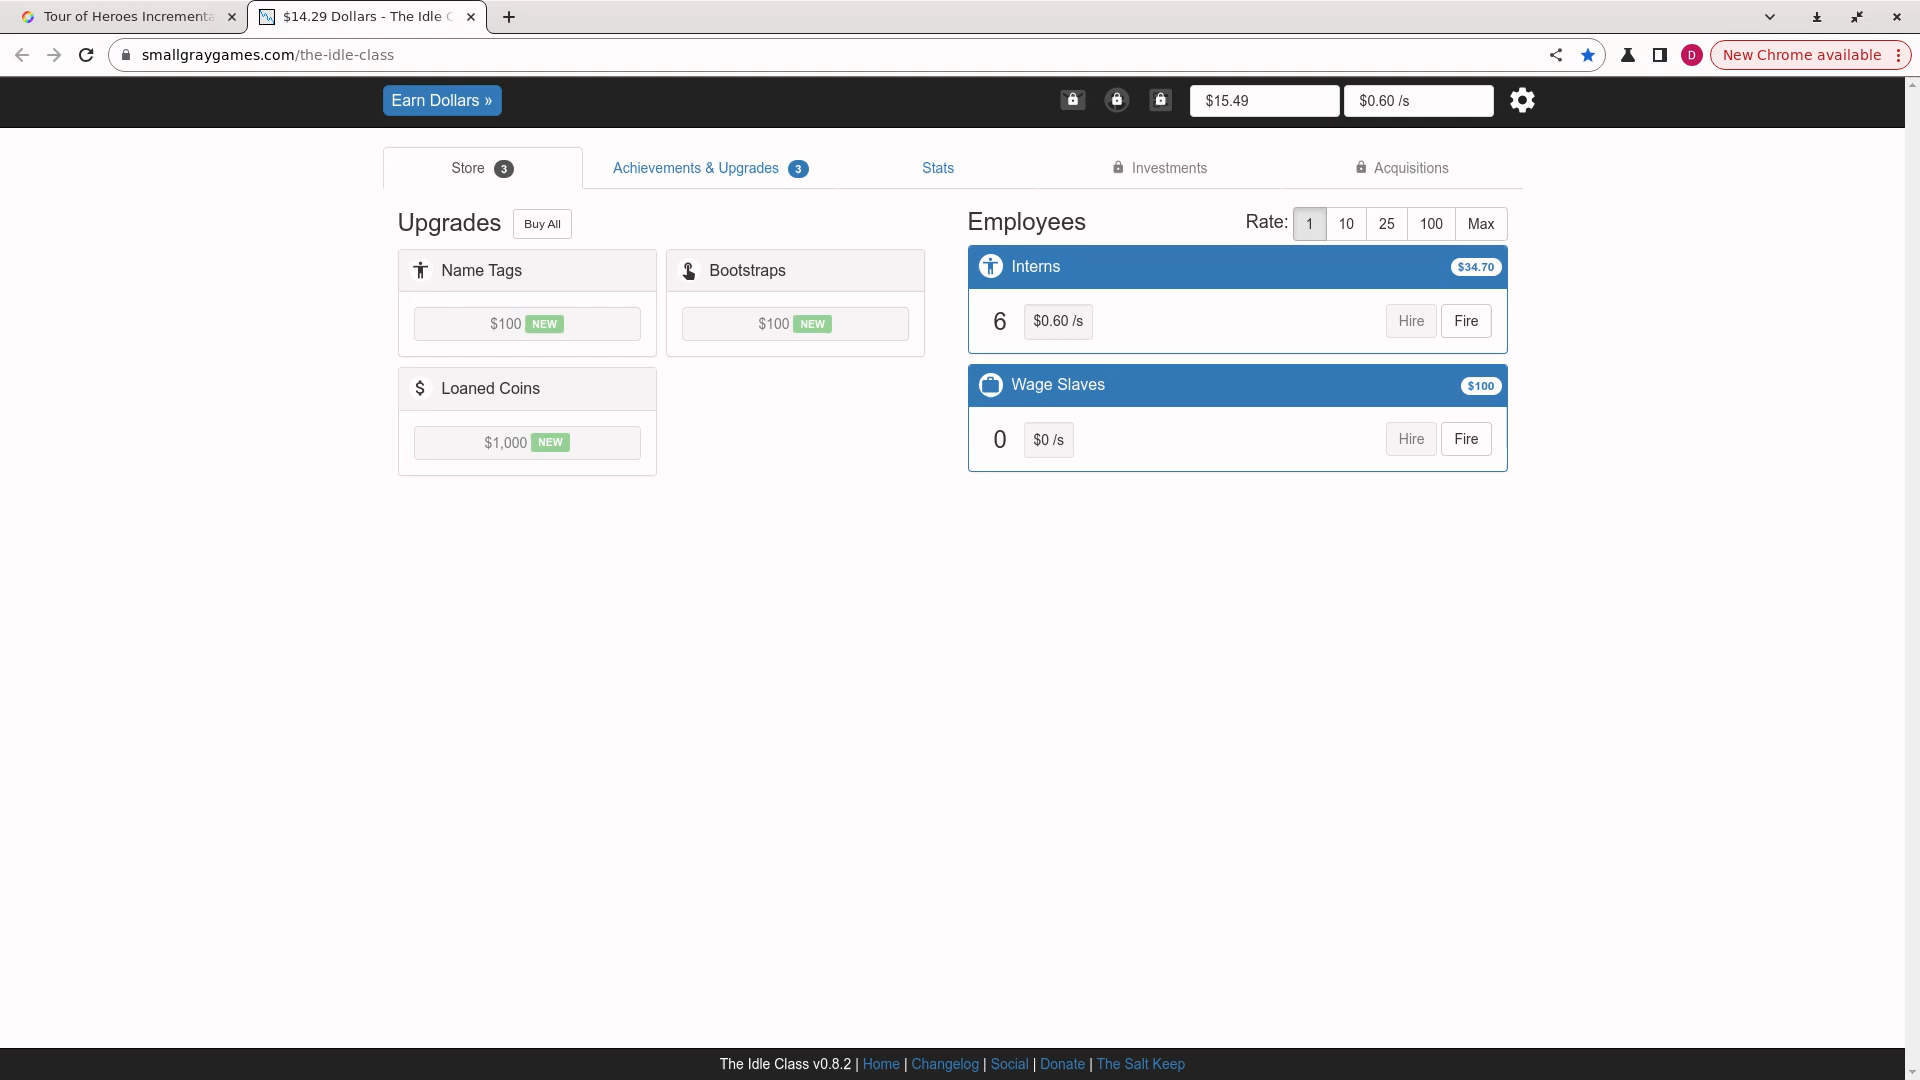 Tour of Heroes Incrementa
$14.29 Dollars - The Idle C
smallgraygames.com/the-idle-class
D
New Chrome available
Earn Dollars »
$15.49
$0.60 /s
Store 3
Achievements & Upgrades 3
Stats
Investments
Acquisitions
Upgrades
Buy All
Employees
Rate: 1 10 25 100 Max
Name Tags
$100 NEW
Bootstraps
$100 NEW
Loaned Coins
$1,000 NEW
Interns
$34.70
6
$0.60 /s
Hire
Fire
Wage Slaves
$100
0
$0 /s
Hire
Fire
The Idle Class v0.8.2 | Home | Changelog | Social | Donate | The Salt Keep